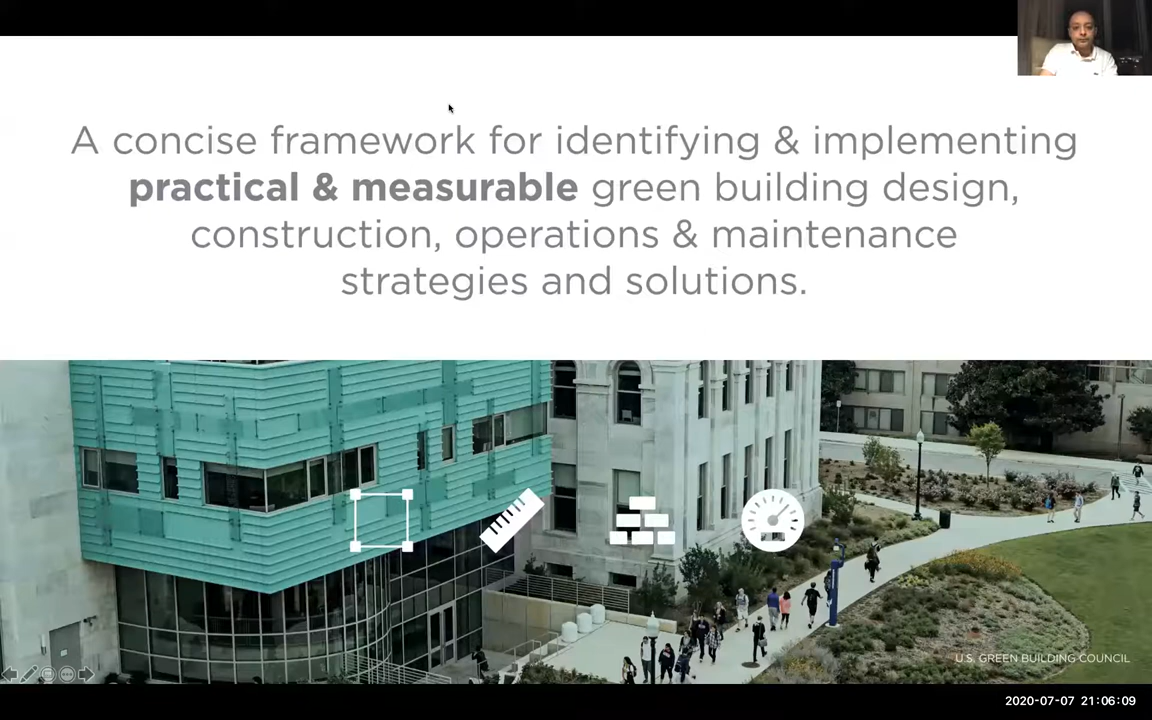 A concise framework for identifying & implementing
practical & measurable green building design,
construction, operations & maintenance
strategies and solutions.
U.S. GREEN BUILDING COUNCIL
2020-07-07 21:06:09